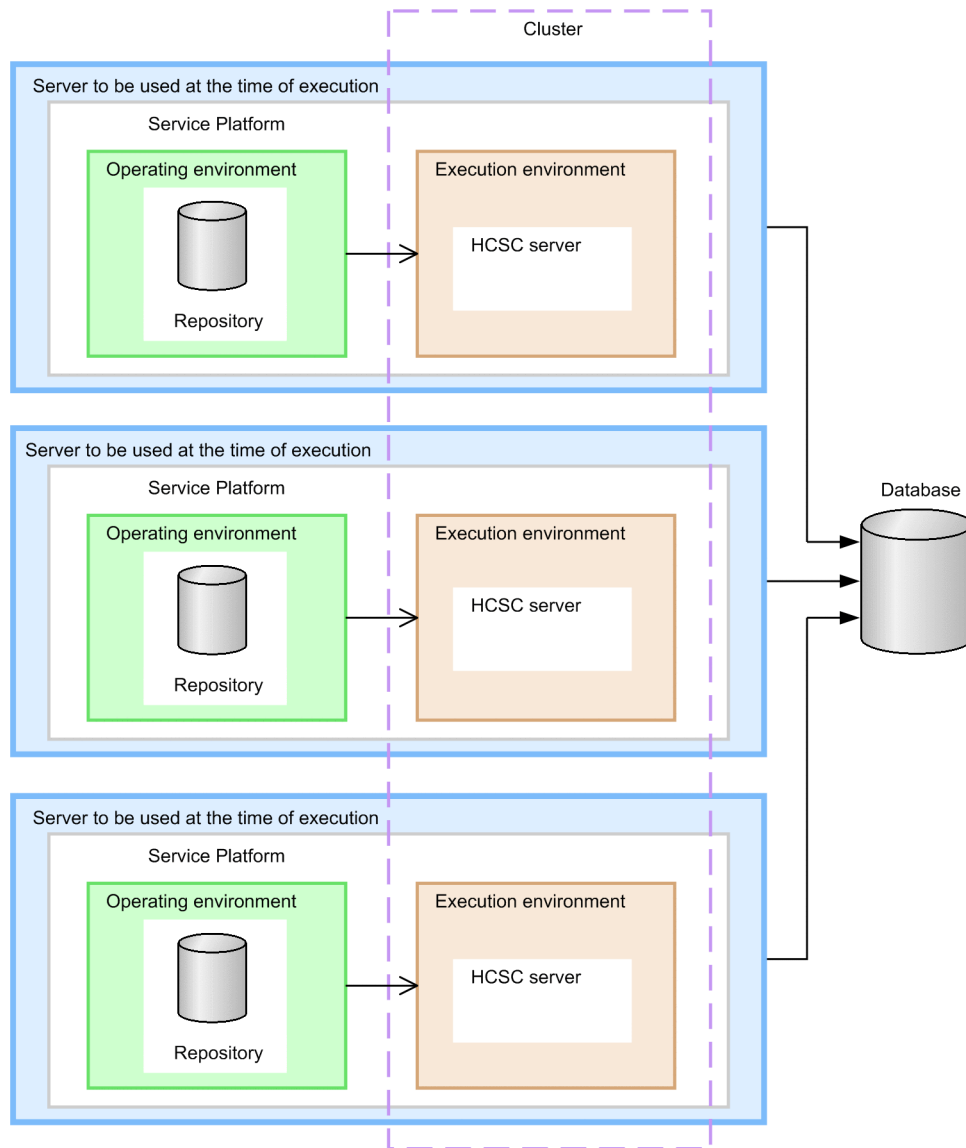 Cluster
Server to be used at the time of execution
Service Platform
Operating environment
Execution environment
HCSC server
Repository
Server to be used at the time of execution
Service Platform
Database
Operating environment
Execution environment
HCSC server
Repository
Server to be used at the time of execution
Service Platform
Operating environment
Execution environment
HCSC server
Repository